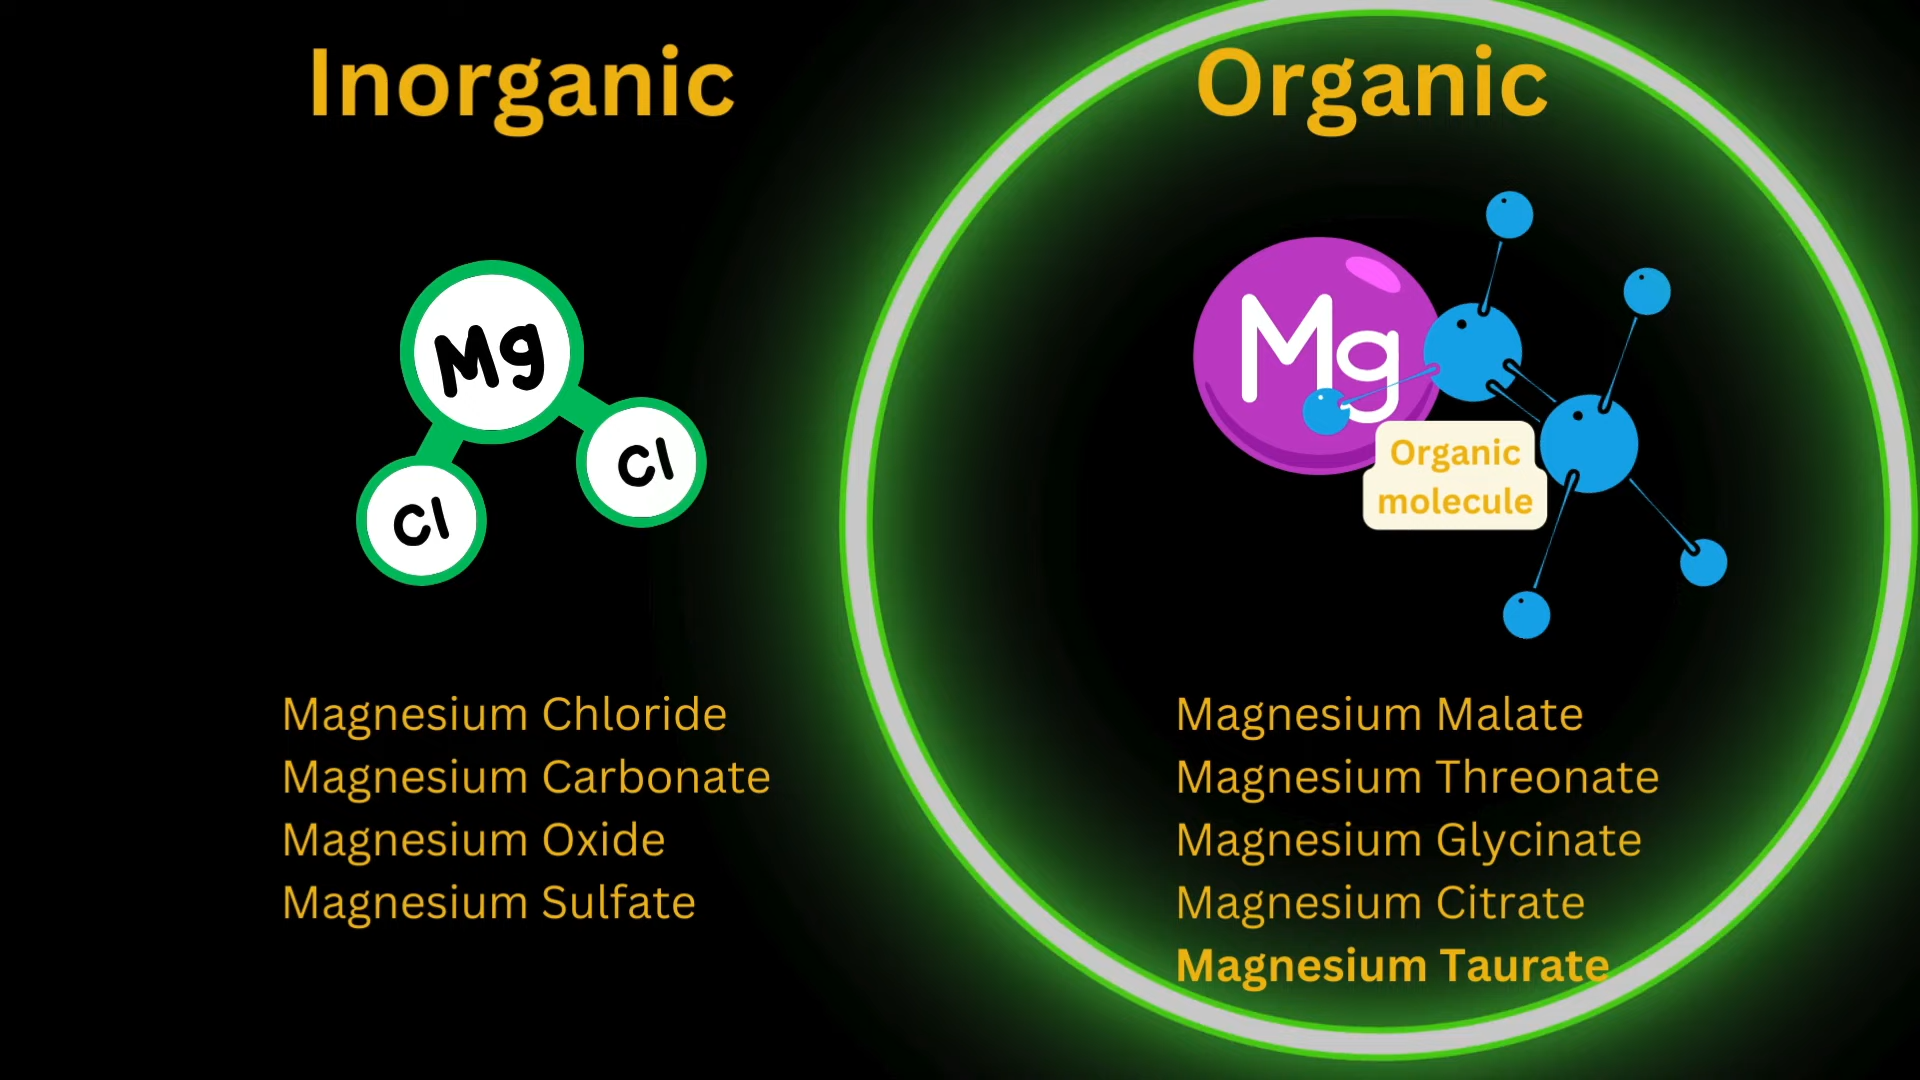 Inorganic
Mg
Cl
Cl
Magnesium Chloride
Magnesium Carbonate
Magnesium Oxide
Magnesium Sulfate
Organic
Mg
Organic
molecule
Magnesium Malate
Magnesium Threonate
Magnesium Glycinate
Magnesium Citrate
Magnesium Taurate